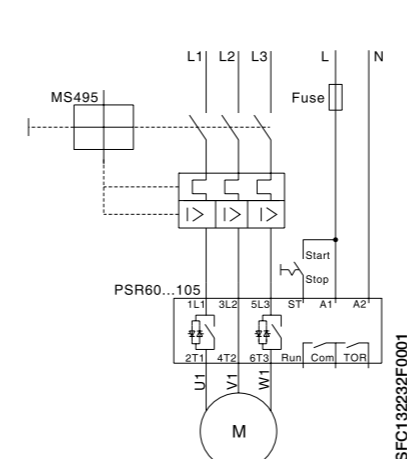 L1 L2 L3 L N
MS495
Fuse
I> I> I>
Start
Stop
PSR60...105
1L1 3L2 5L3 ST A1 A2
2T1 4T2 6T3 Run Com TOR
U1 V1 W1
M
SFC132232F0001